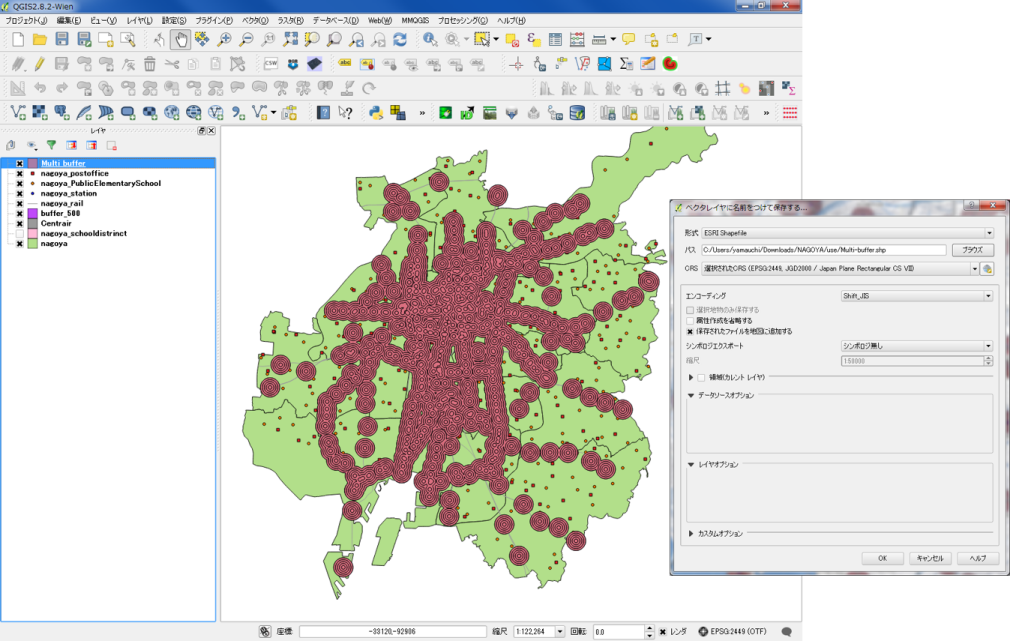 QGIS2.8.2-Wien
プロジェクト(J) 編集(E) ビュー(V) レイヤ(L) 設定(S) プラグイン(P) ベクタ(O) ラスタ(R) データベース(D) Web(W) MMQGIS プロセッシング(C) ヘルプ(H)
レイヤ
Multi buffer
nagoya_postoffice
nagoya_PublicElementarySchool
nagoya_station
nagoya_rail
buffer_500
Centrair
nagoya_schooldistrict
nagoya
ベクタレイヤに名前をつけて保存する...
形式 ESRI Shapefile
パス C:/Users/yamauchi/Downloads/NAGOYA/use/Multi-buffer.shp ブラウズ
CRS 選択されたCRS (EPSG:2449, JGD2000 / Japan Plane Rectangular CS VII)
エンコーディング Shift_JIS
選択地物のみ保存する
属性作成を省略する
保存されたファイルを地図に追加する
シンボロジエクスポート シンボロジ無し
縮尺 1:50000
領域(カレント レイヤ)
データソースオプション
レイヤオプション
カスタムオプション
OK キャンセル ヘルプ
座標 -33120,-92906 縮尺 1:122,264 回転 0.0 レンダ EPSG:2449 (OTF)